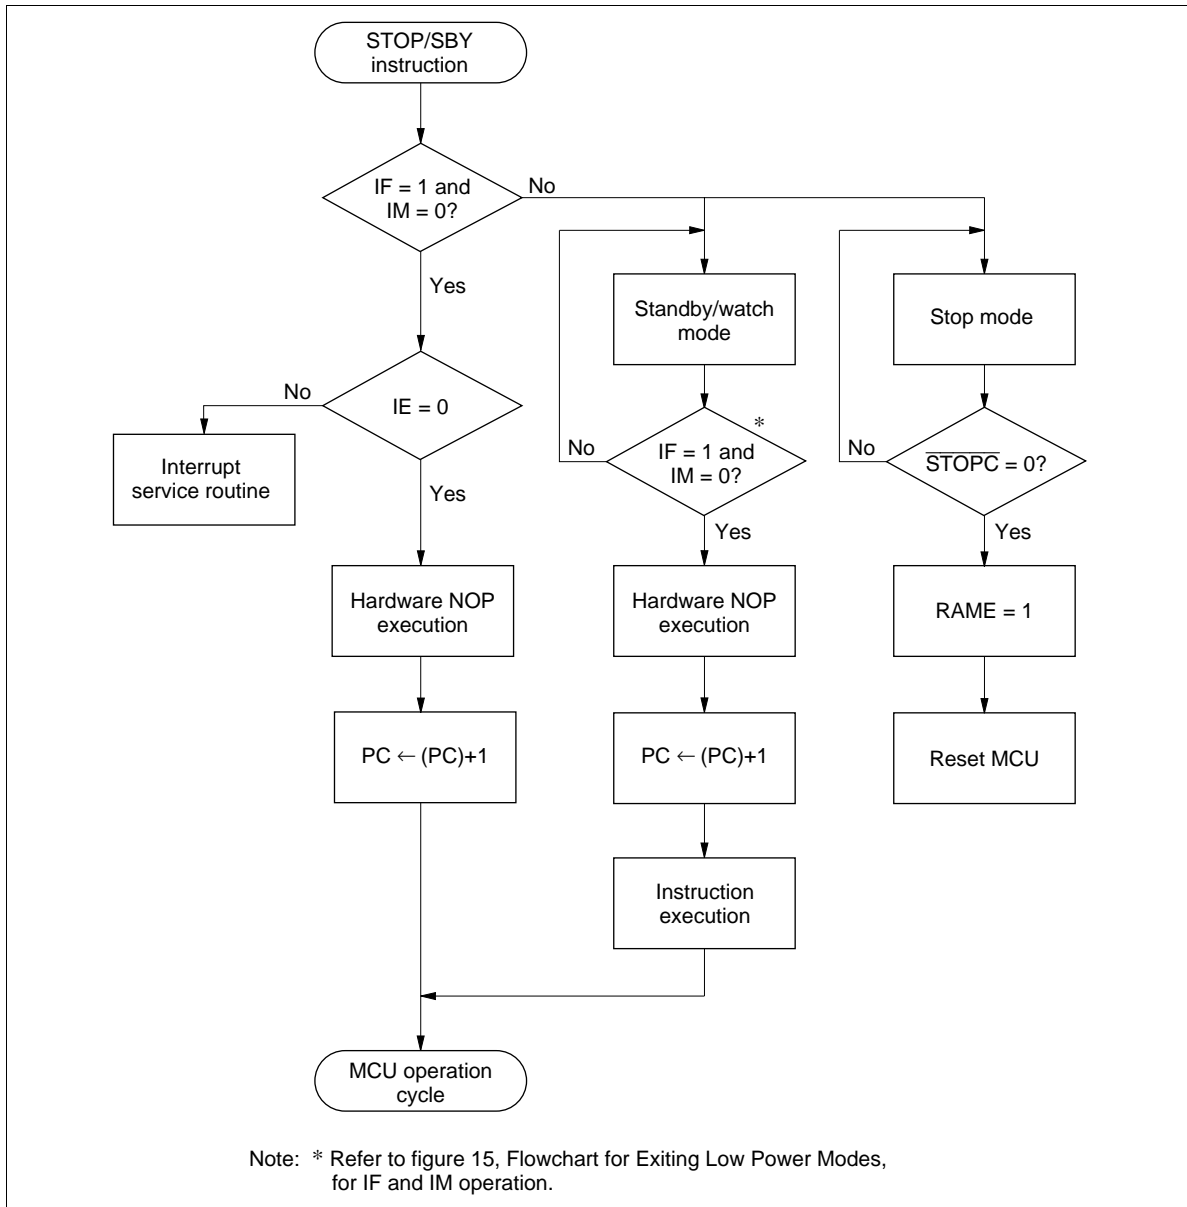 STOP/SBY
instruction
IF = 1 and
IM = 0?
No
Yes
IE = 0
No
Interrupt
service routine
Yes
Hardware NOP
execution
PC ← (PC)+1
Standby/watch
mode
*
IF = 1 and
IM = 0?
No
Yes
Hardware NOP
execution
PC ← (PC)+1
Instruction
execution
Stop mode
S̅T̅O̅P̅C̅ = 0?
No
Yes
RAME = 1
Reset MCU
MCU operation
cycle
Note: * Refer to figure 15, Flowchart for Exiting Low Power Modes,
for IF and IM operation.